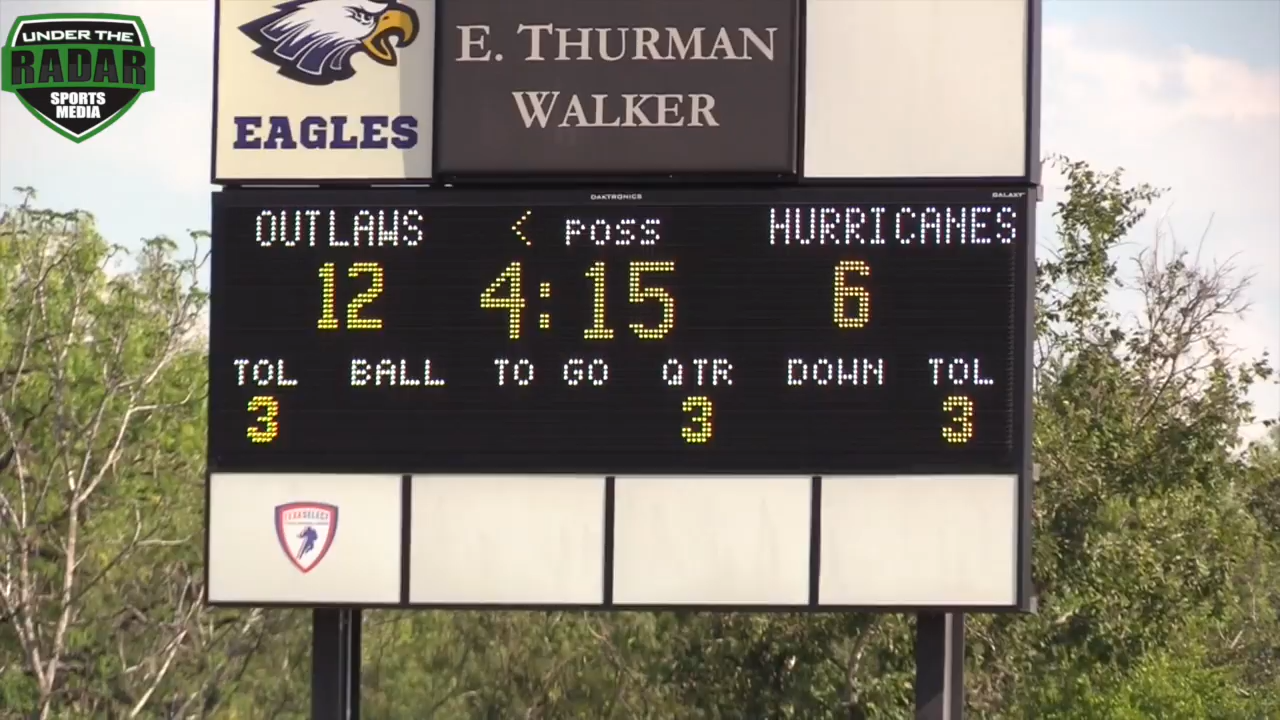 UNDER THE
RADAR
SPORTS
MEDIA
EAGLES
E. THURMAN
WALKER
DAKTRONICS
GALAXY
OUTLAWS < POSS HURRICANES
12 4:15 6
TOL BALL TO GO QTR DOWN TOL
3 3 3